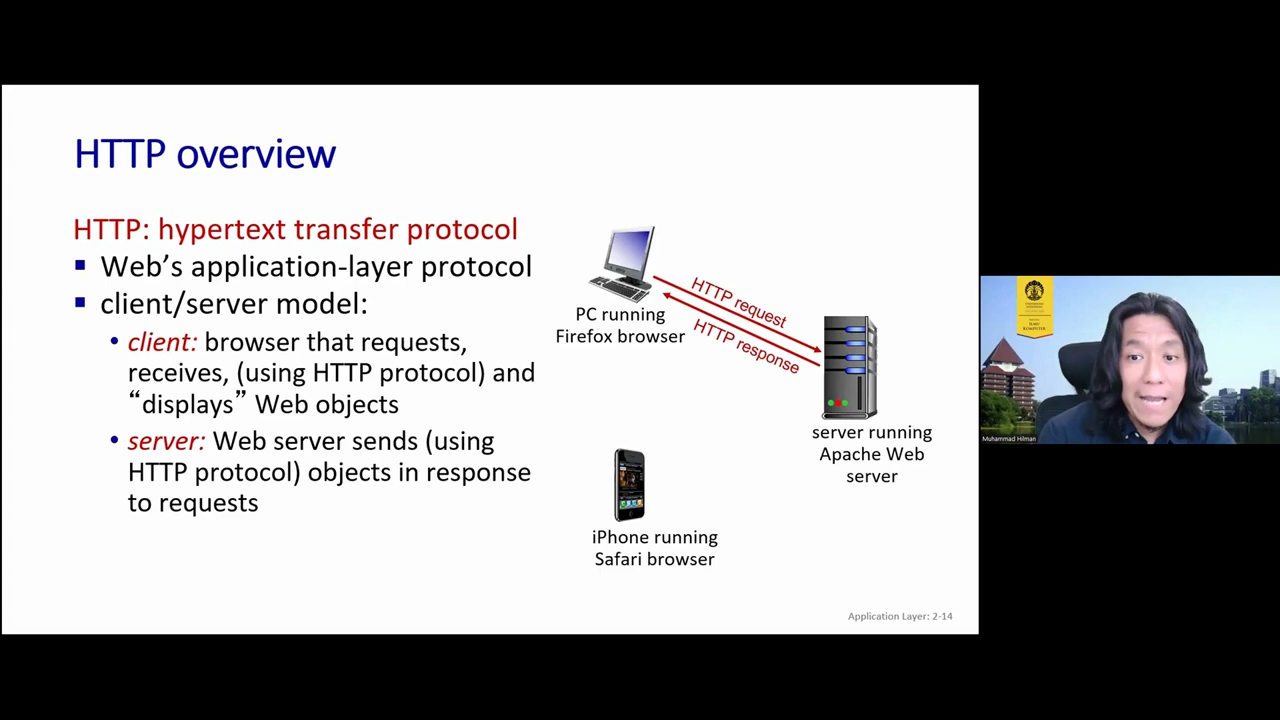 HTTP overview
HTTP: hypertext transfer protocol
▪ Web's application-layer protocol
▪ client/server model:
• client: browser that requests,
receives, (using HTTP protocol) and
“displays” Web objects
• server: Web server sends (using
HTTP protocol) objects in response
to requests
PC running
Firefox browser
HTTP request
HTTP response
server running
Apache Web
server
iPhone running
Safari browser
Application Layer: 2-14
ILMU
KOMPUTER
Muhammad Hilman